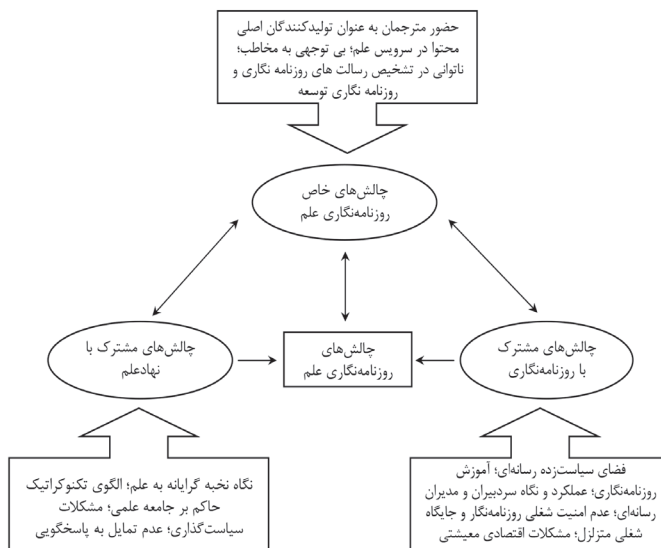 حضور مترجمان به عنوان تولیدکنندگان اصلی
محتوا در سرویس علم؛ بی توجهی به مخاطب؛
ناتوانی در تشخیص رسالت های روزنامه نگاری و
روزنامه نگاری توسعه
چالش‌های خاص
روزنامه‌نگاری علم
چالش‌های مشترک
با روزنامه‌نگاری
چالش‌های
روزنامه‌نگاری علم
چالش‌های مشترک با
نهادعلم
فضای سیاست‌زده رسانه‌ای؛ آموزش
روزنامه‌نگاری؛ عملکرد و نگاه سردبیران و مدیران
رسانه‌ای؛ عدم امنیت شغلی روزنامه‌نگار و جایگاه
شغلی متزلزل؛ مشکلات اقتصادی معیشتی
نگاه نخبه گرایانه به علم؛ الگوی تکنوکراتیک
حاکم بر جامعه علمی؛ مشکلات
سیاست‌گذاری؛ عدم تمایل به پاسخگویی